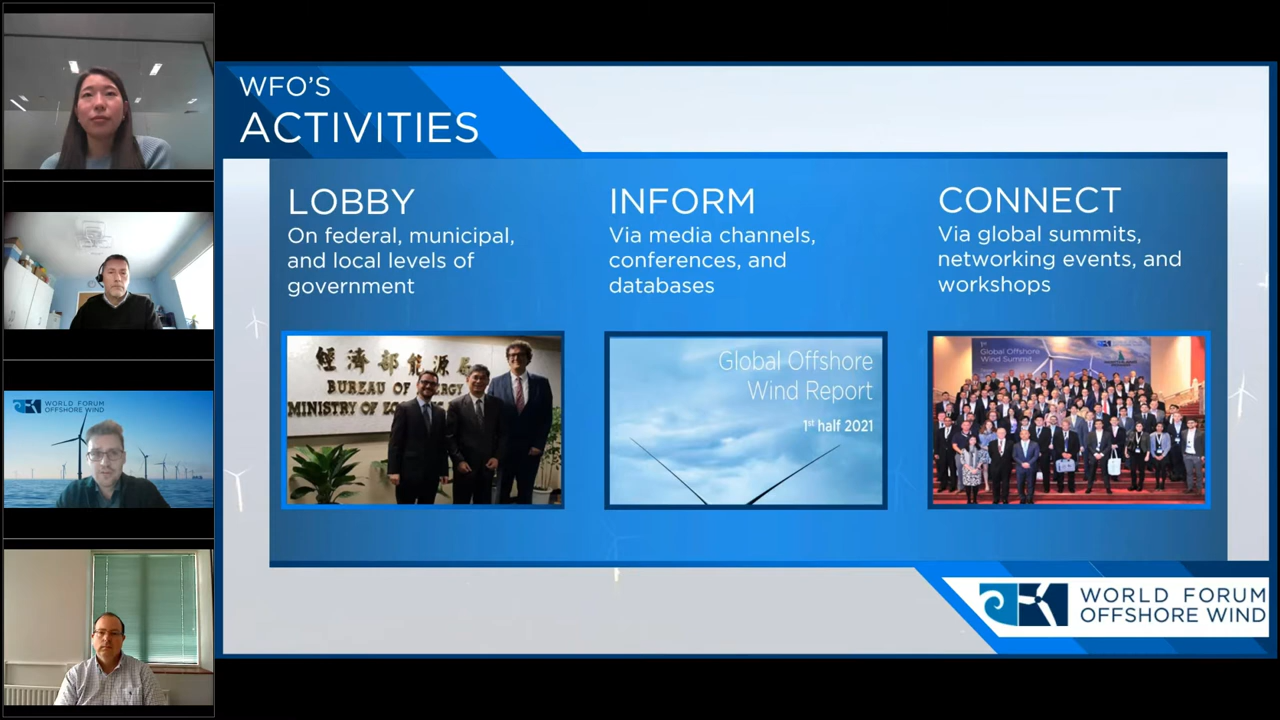 WORLD FORUM
OFFSHORE WIND
WFO'S
ACTIVITIES
LOBBY
On federal, municipal,
and local levels of
government
INFORM
Via media channels,
conferences, and
databases
CONNECT
Via global summits,
networking events, and
workshops
經濟部能源局
BUREAU OF ENERGY
MINISTRY OF
Global Offshore
Wind Report
1st half 2021
1st
Global Offshore
Wind Summit
WORLD FORUM
OFFSHORE WIND